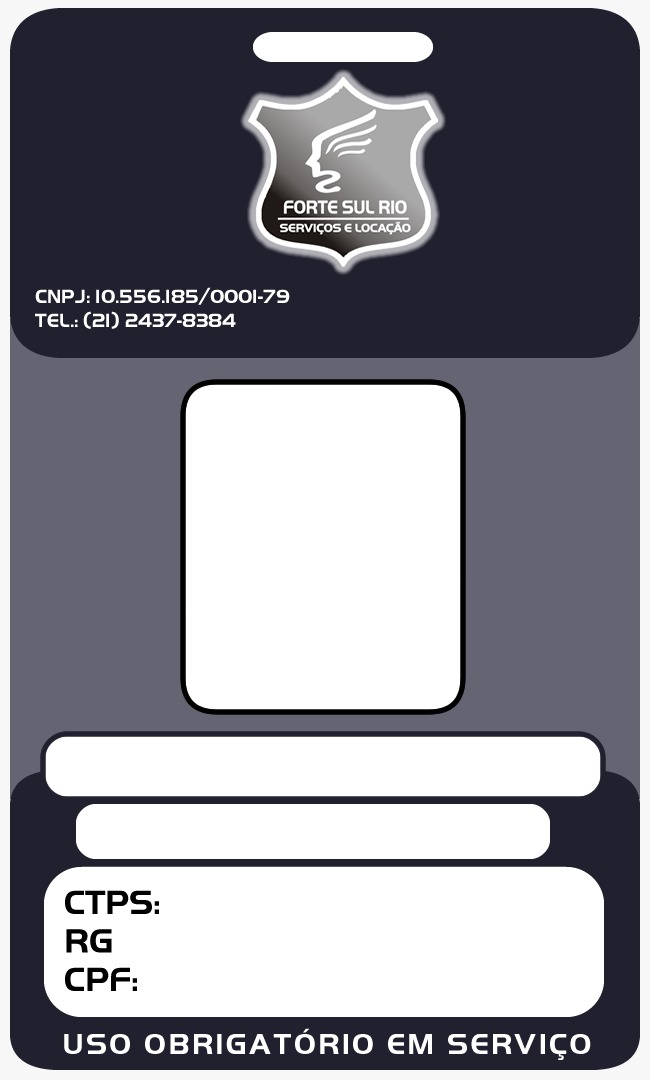 FORTE SUL RIO
SERVIÇOS E LOCAÇÃO
CNPJ: 10.556.185/0001-79
TEL.: (21) 2437-8384
CTPS:
RG
CPF:
USO OBRIGATÓRIO EM SERVIÇO